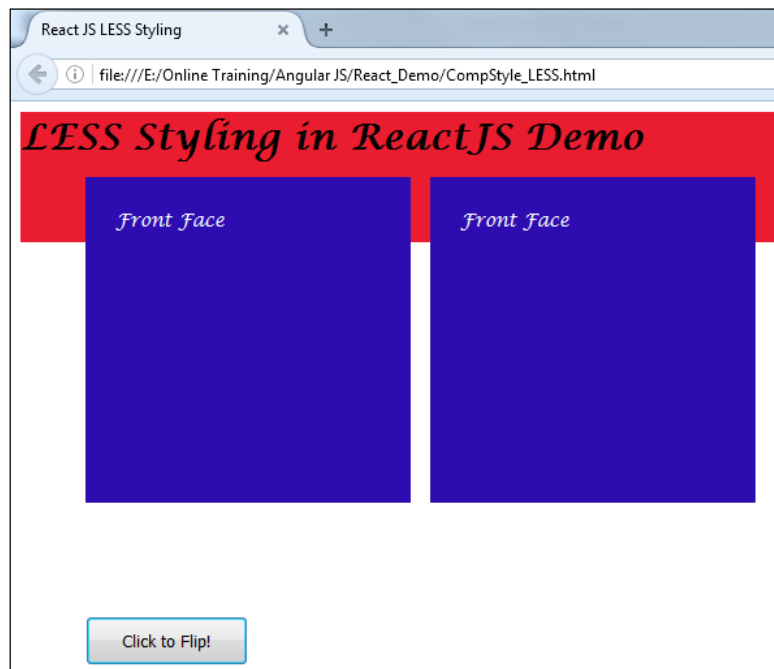 React JS LESS Styling
file:///E:/Online Training/Angular JS/React_Demo/CompStyle_LESS.html
LESS Styling in ReactJS Demo
Front Face
Front Face
Click to Flip!